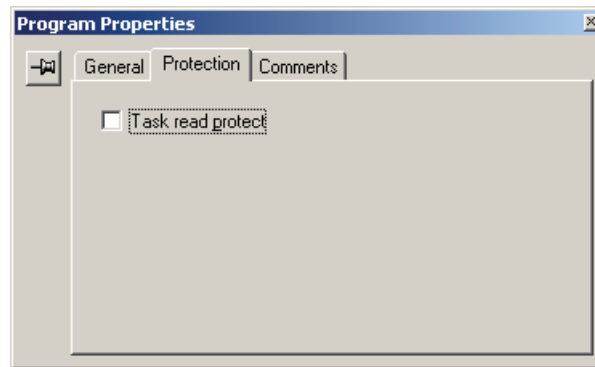 Program Properties
General Protection Comments
Task read protect